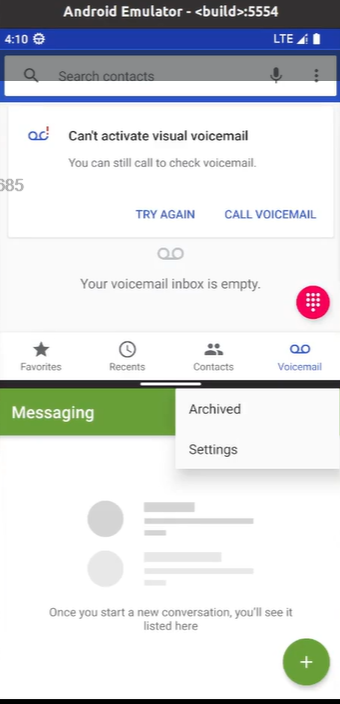 Android Emulator - <build>:5554
4:10
LTE
Search contacts
Can't activate visual voicemail
You can still call to check voicemail.
685
TRY AGAIN CALL VOICEMAIL
Your voicemail inbox is empty.
Favorites Recents Contacts Voicemail
Messaging
Archived
Settings
Once you start a new conversation, you'll see it
listed here